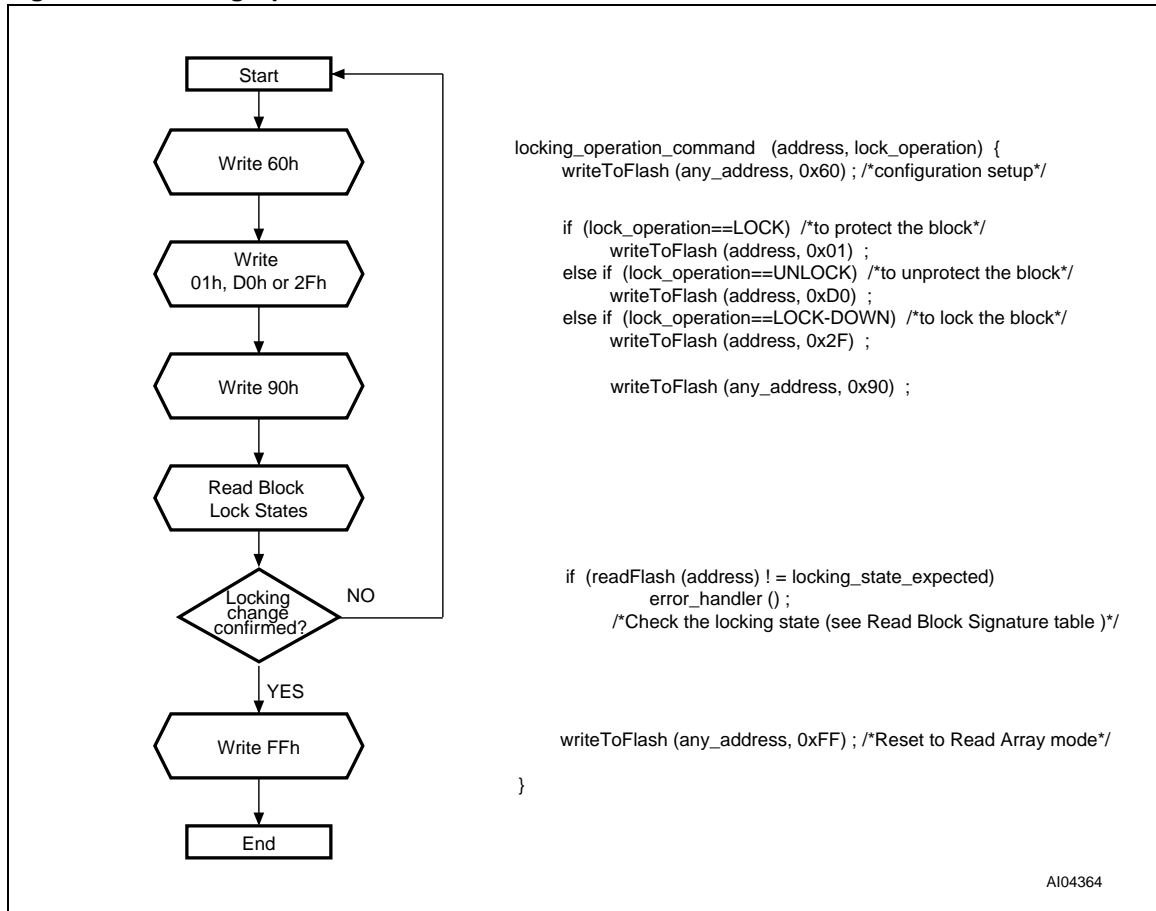 Start
Write 60h
Write
01h, D0h or 2Fh
Write 90h
Read Block
Lock States
Locking
change
confirmed?
NO
YES
Write FFh
End
locking_operation_command (address, lock_operation) {
writeToFlash (any_address, 0x60) ; /*configuration setup*/
if (lock_operation==LOCK) /*to protect the block*/
writeToFlash (address, 0x01) ;
else if (lock_operation==UNLOCK) /*to unprotect the block*/
writeToFlash (address, 0xD0) ;
else if (lock_operation==LOCK-DOWN) /*to lock the block*/
writeToFlash (address, 0x2F) ;
writeToFlash (any_address, 0x90) ;
if (readFlash (address) ! = locking_state_expected)
error_handler () ;
/*Check the locking state (see Read Block Signature table )*/
writeToFlash (any_address, 0xFF) ; /*Reset to Read Array mode*/
}
AI04364